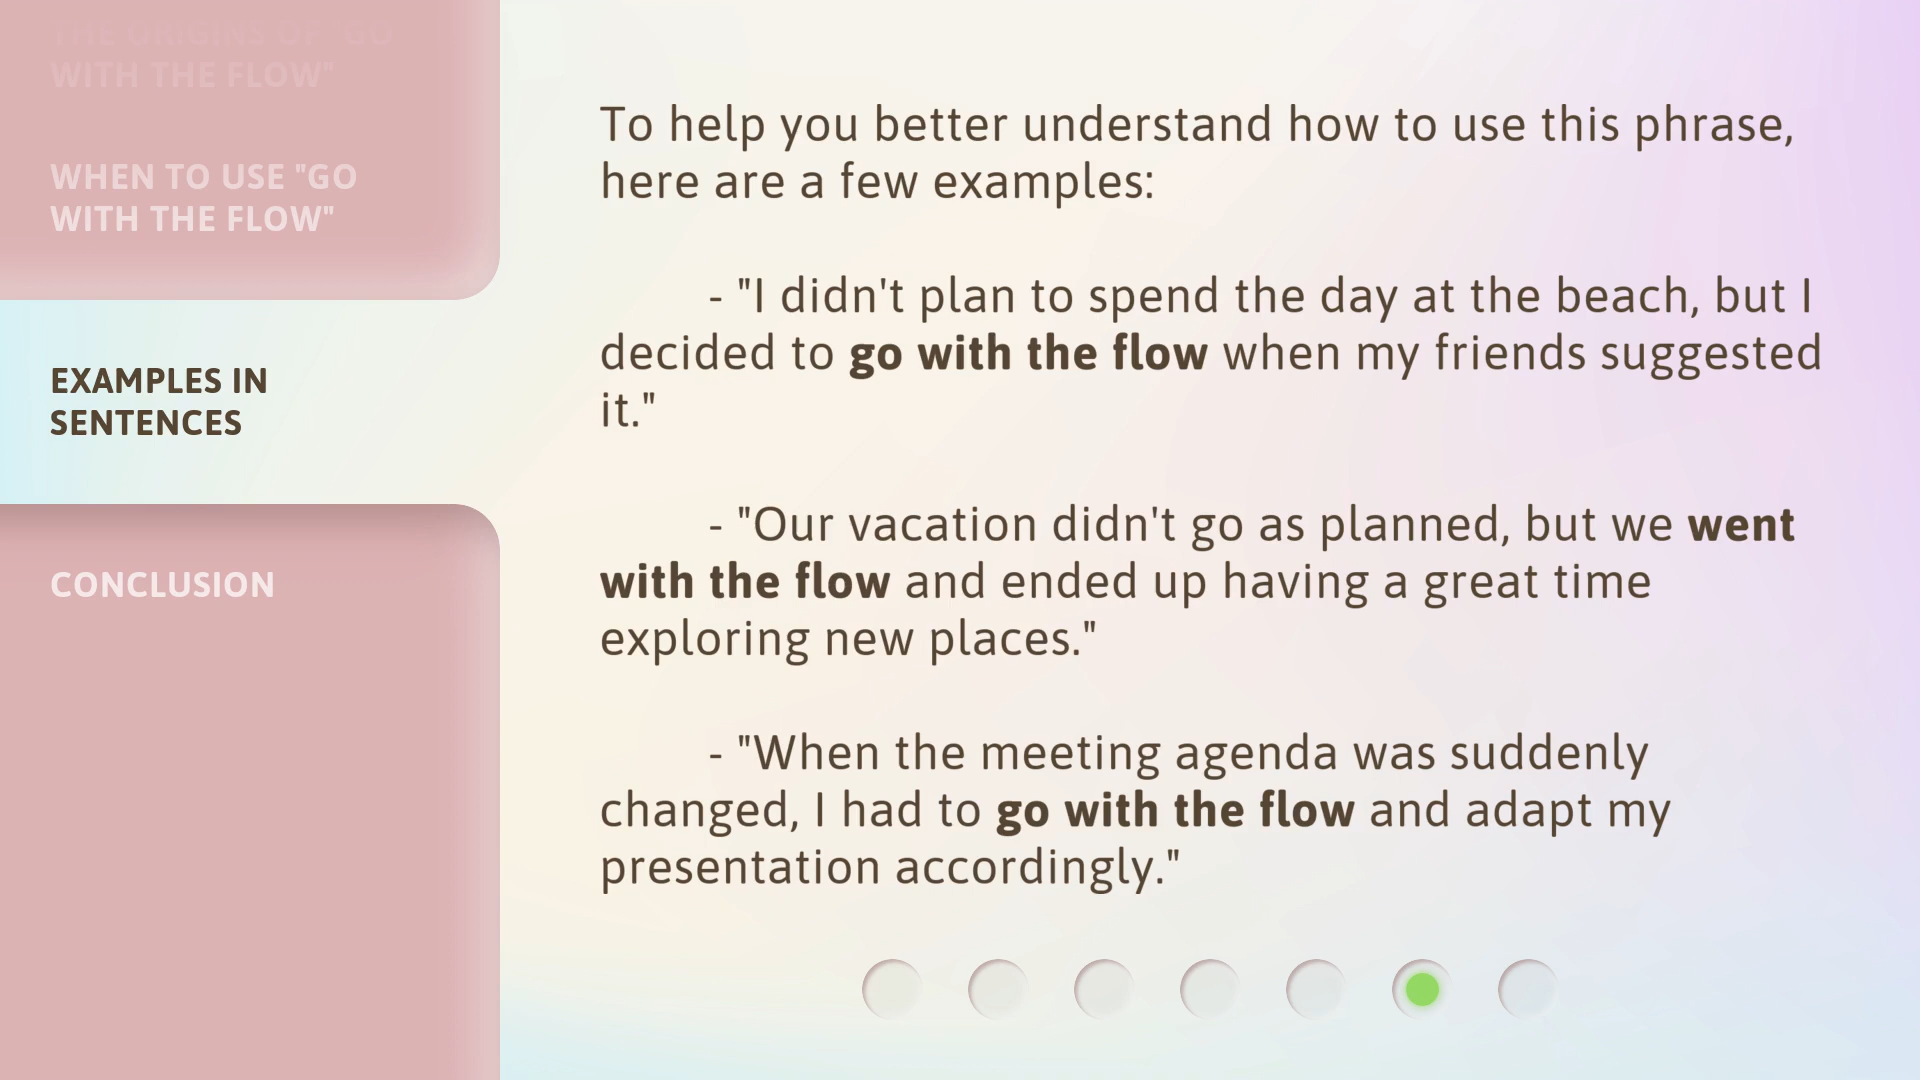 THE ORIGINS OF "GO
WITH THE FLOW"
WHEN TO USE "GO
WITH THE FLOW"
EXAMPLES IN
SENTENCES
CONCLUSION
To help you better understand how to use this phrase,
here are a few examples:
- "I didn't plan to spend the day at the beach, but I
decided to go with the flow when my friends suggested
it."
- "Our vacation didn't go as planned, but we went
with the flow and ended up having a great time
exploring new places."
- "When the meeting agenda was suddenly
changed, I had to go with the flow and adapt my
presentation accordingly."